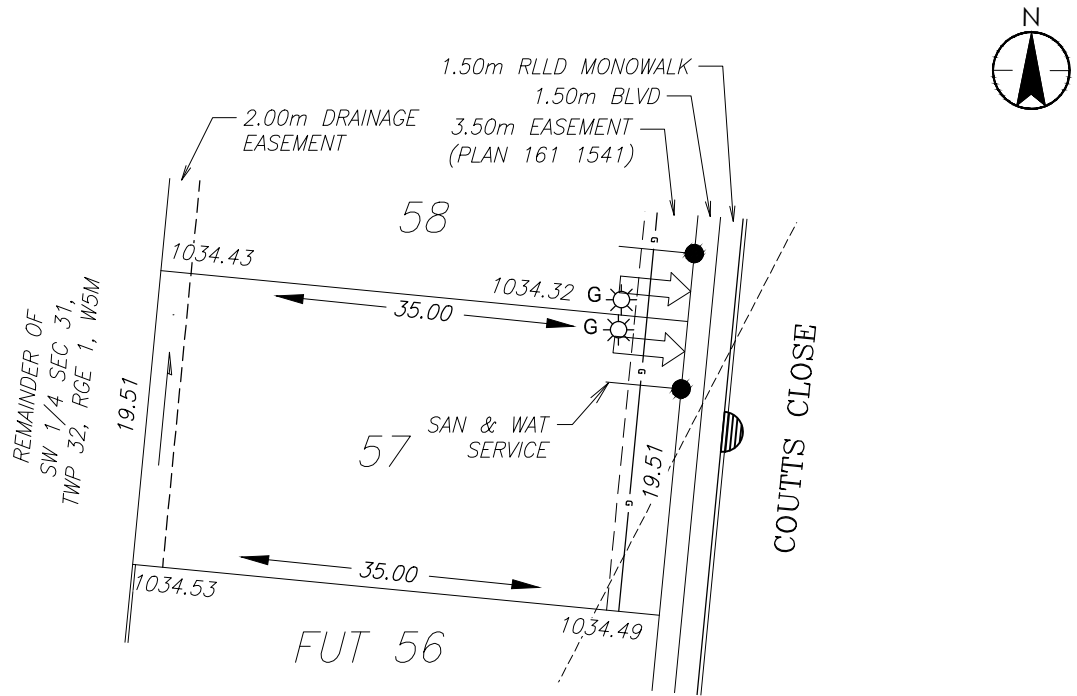 N
1.50m RLLD MONOWALK
1.50m BLVD
3.50m EASEMENT
(PLAN 161 1541)
2.00m DRAINAGE
EASEMENT
58
1034.43
1034.32
G
G
35.00
G
G
REMAINDER OF
SW 1/4 SEC 31,
TWP 32, RGE 1, W5M
19.51
57
SAN & WAT
SERVICE
19.51
G
COUTTS CLOSE
35.00
1034.53
1034.49
FUT 56